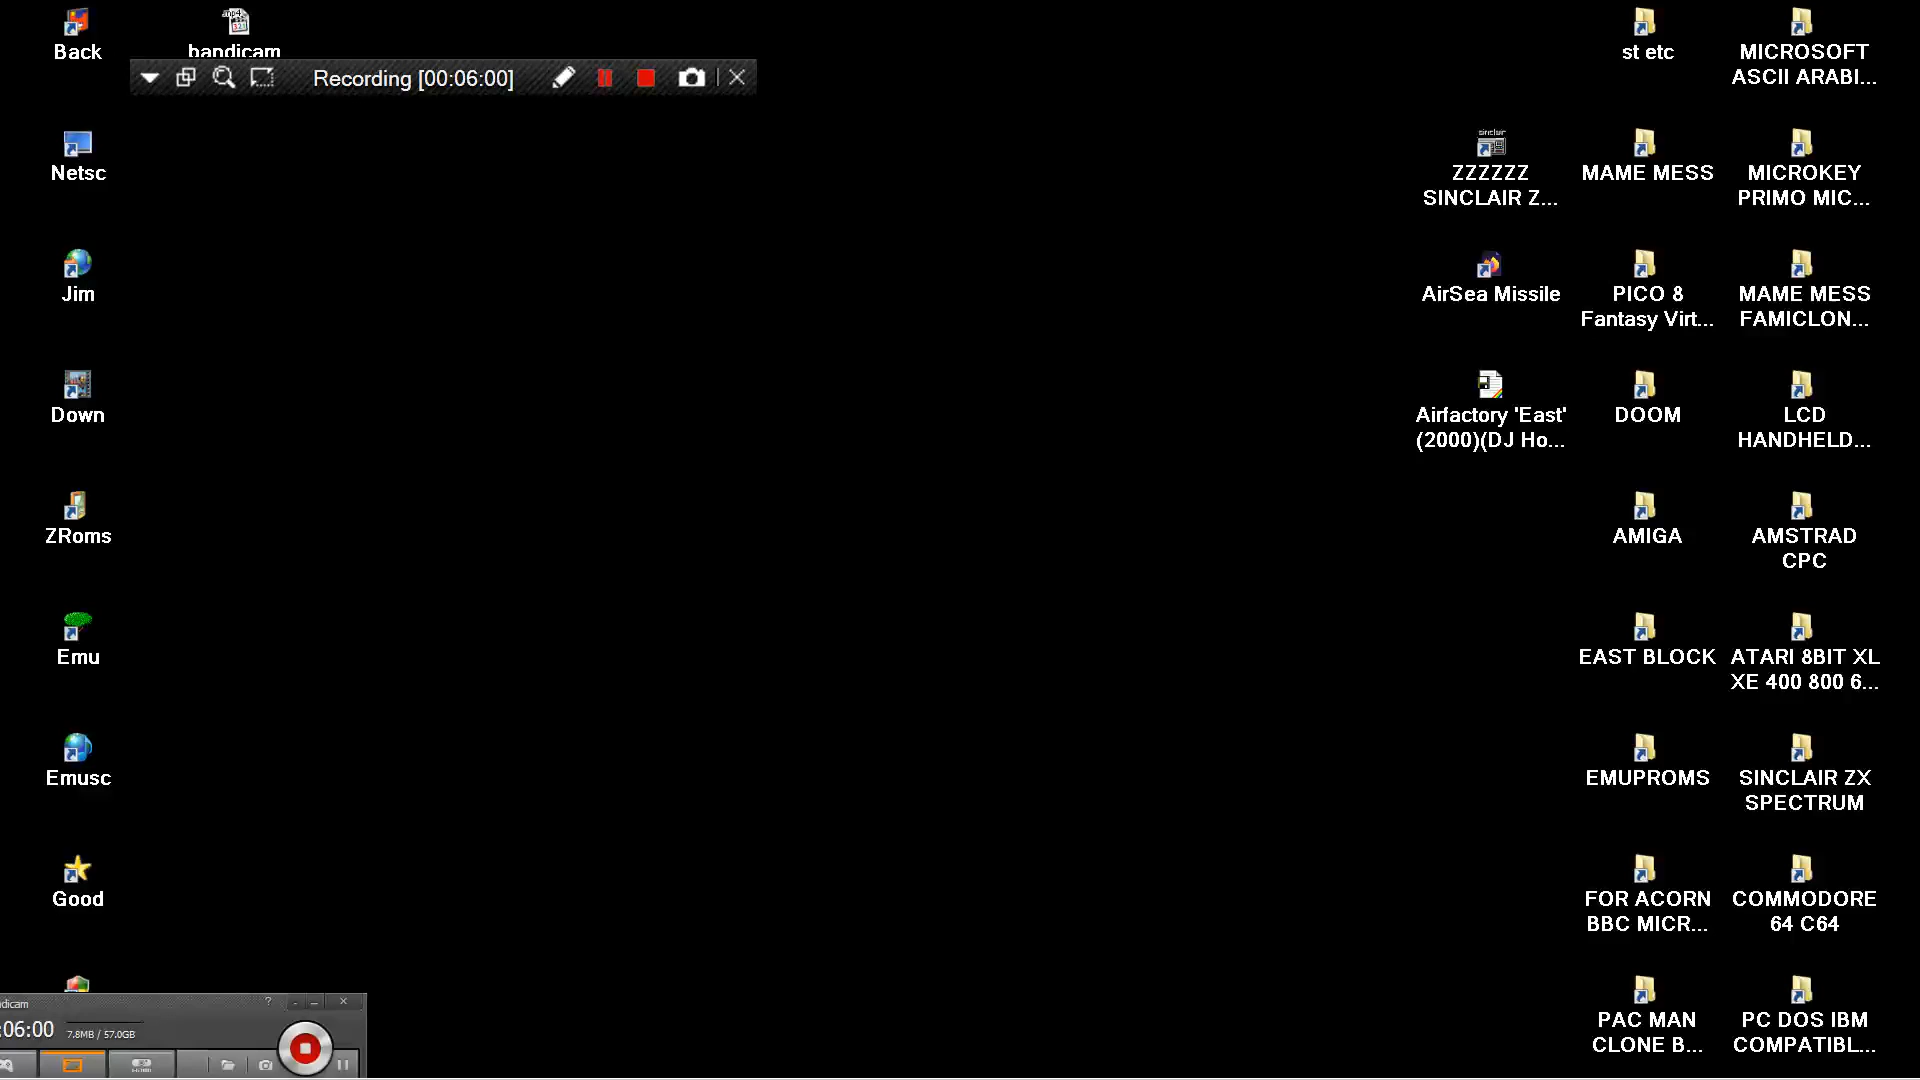 Back
bandicam
Recording [00:06:00]
st etc
MICROSOFT
ASCII ARABI...
Netsc
sinclair
ZZZZZZ
SINCLAIR Z...
MAME MESS
MICROKEY
PRIMO MIC...
Jim
AirSea Missile
PICO 8
Fantasy Virt...
MAME MESS
FAMICLON...
Down
Airfactory 'East'
(2000)(DJ Ho...
DOOM
LCD
HANDHELD...
ZRoms
AMIGA
AMSTRAD
CPC
Emu
EAST BLOCK
ATARI 8BIT XL
XE 400 800 6...
Emusc
EMUPROMS
SINCLAIR ZX
SPECTRUM
Good
FOR ACORN
BBC MICR...
COMMODORE
64 C64
PAC MAN
CLONE B...
PC DOS IBM
COMPATIBL...
dicam
:06:00
7.8MB / 57.0GB